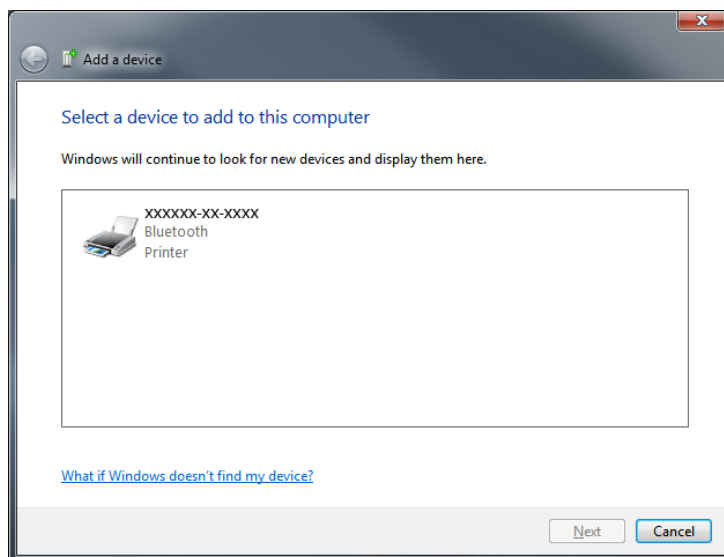 Add a device
Select a device to add to this computer
Windows will continue to look for new devices and display them here.
XXXXXX-XX-XXXX
Bluetooth
Printer
What if Windows doesn't find my device?
Next
Cancel